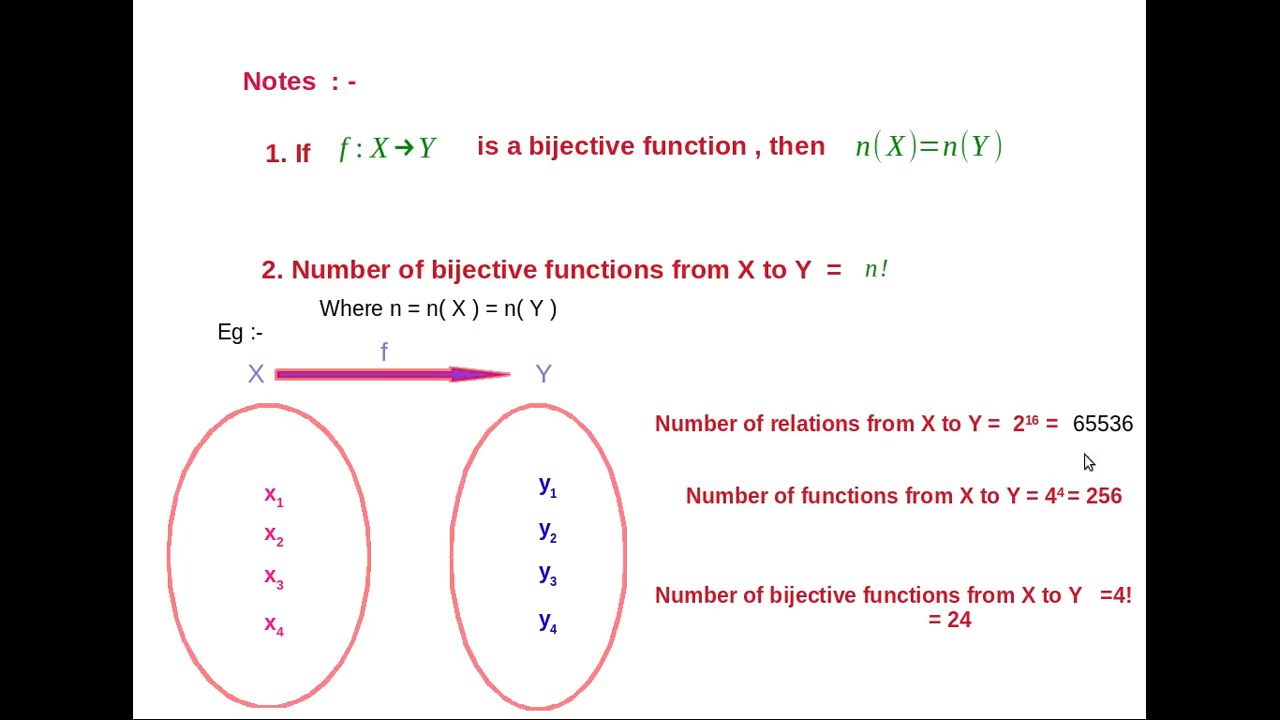 Notes : -
1. If f : X → Y is a bijective function , then n( X )=n(Y )
2. Number of bijective functions from X to Y = n!
Where n = n( X ) = n( Y )
Eg :-
f
X Y
Number of relations from X to Y = 2¹⁶ = 65536
x₁ y₁
Number of functions from X to Y = 4⁴ = 256
x₂ y₂
x₃ y₃
Number of bijective functions from X to Y =4!
= 24
x₄ y₄